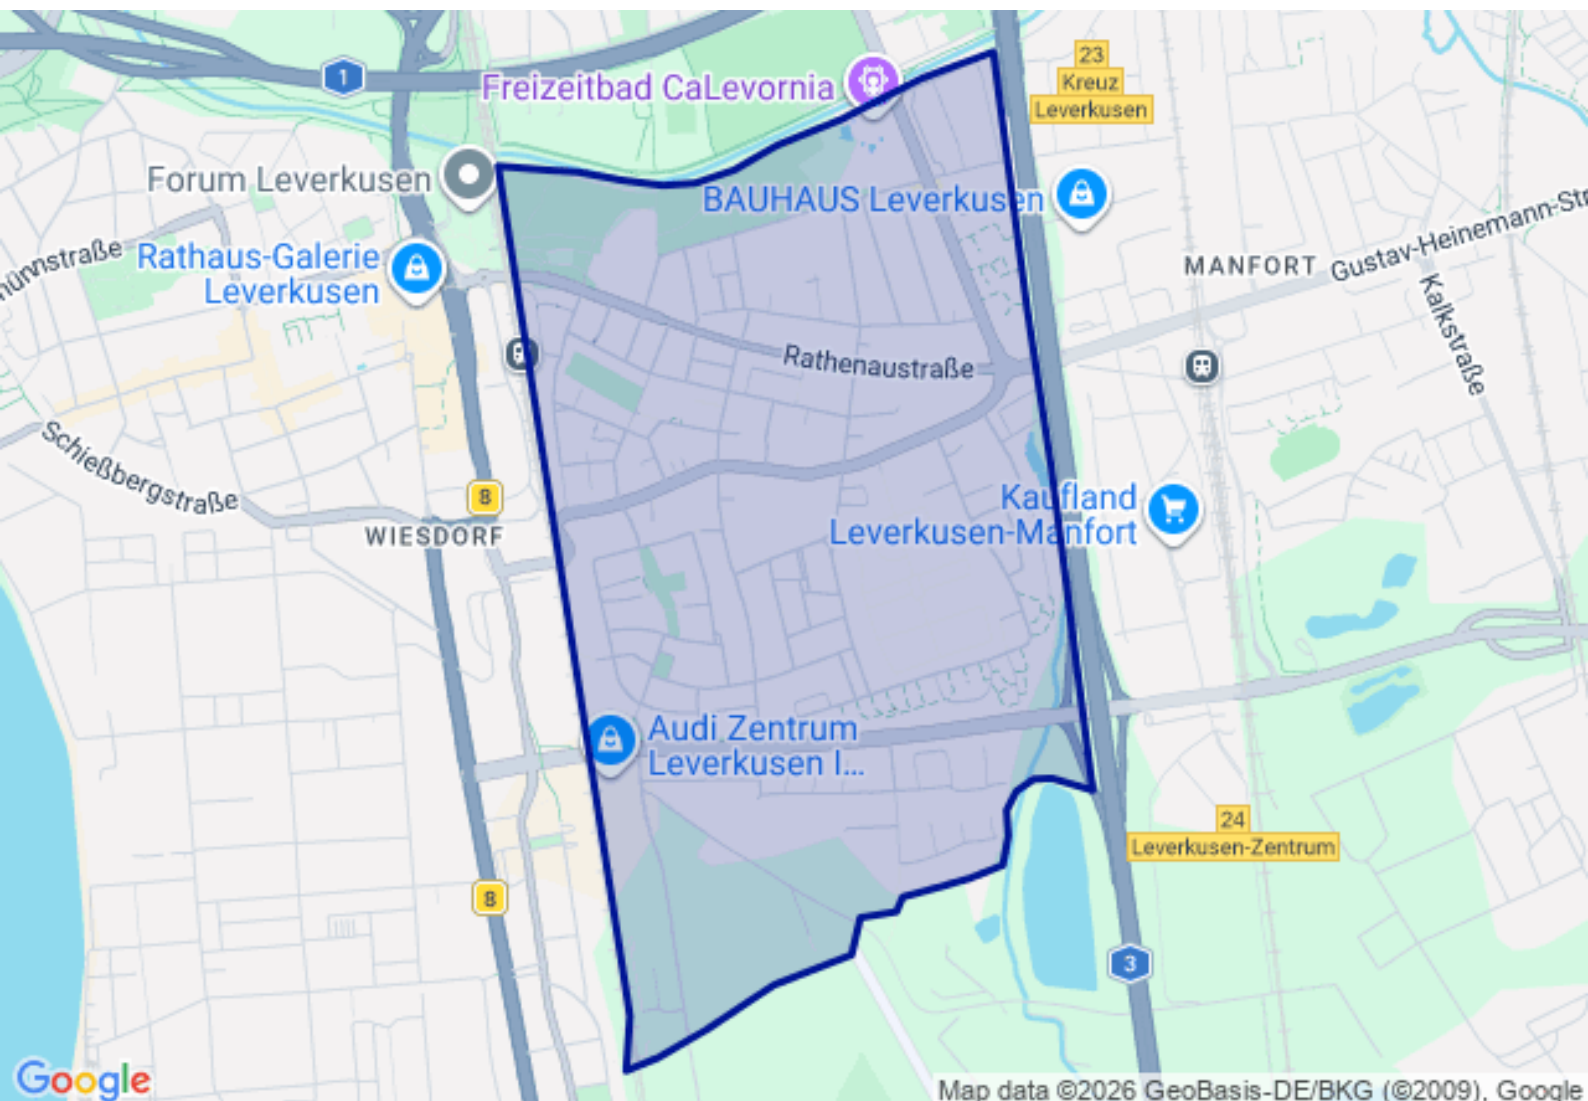 23
Kreuz
Leverkusen
1
Freizeitbad CaLevornia
Forum Leverkusen
BAUHAUS Leverkusen
Rathaus-Galerie
Leverkusen
MANFORT
Gustav-Heinemann-Str
Kalkstraße
Rathenaustraße
Schießbergstraße
8
WIESDORF
Kaufland
Leverkusen-Manfort
Audi Zentrum
Leverkusen I...
24
Leverkusen-Zentrum
8
3
Google
Map data ©2026 GeoBasis-DE/BKG (©2009), Google